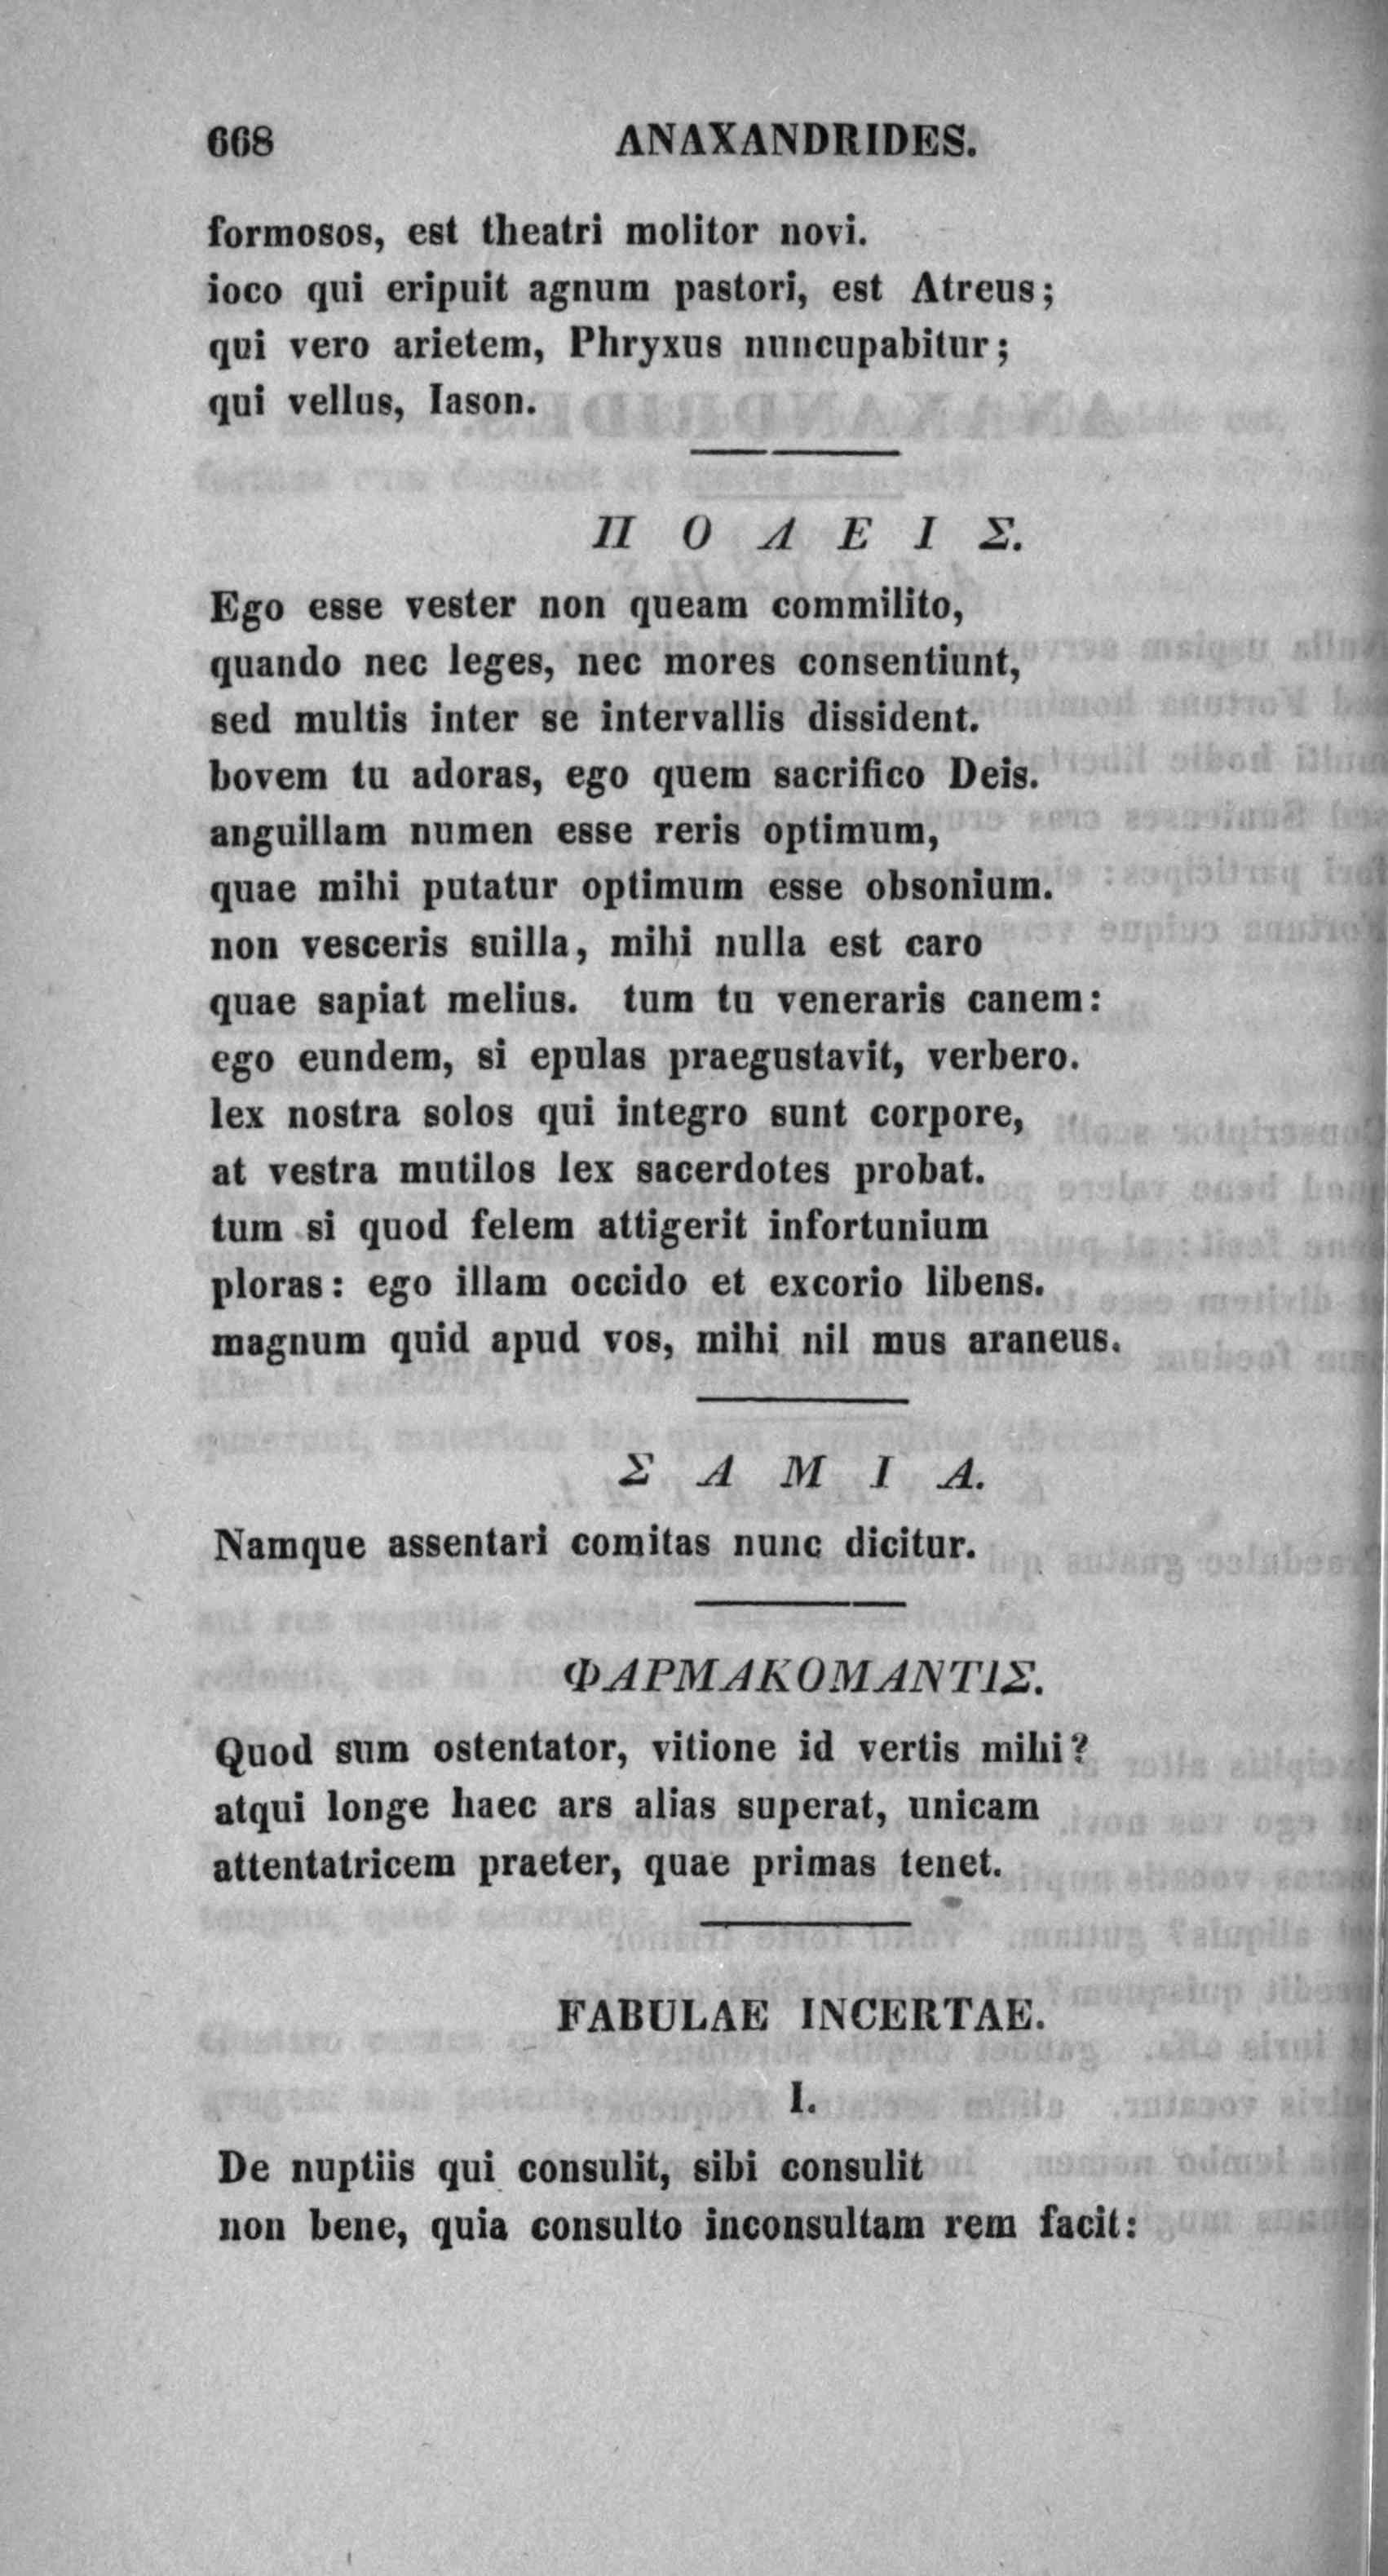 668 ANAXANDRIDES.
formosos, est theatri molitor novi.
ioco qui eripuit agnum pastori, est Atreus;
qui vero arietem, Phryxus nuncupabitur;
qui vellus, Iason.
Π Ο Λ Ε Ι Σ.
Ego esse vester non queam commilito,
quando nec leges, nec mores consentiunt,
sed multis inter se intervallis dissident.
bovem tu adoras, ego quem sacrifico Deis.
anguillam numen esse reris optimum,
quae mihi putatur optimum esse obsonium.
non vesceris suilla, mihi nulla est caro
quae sapiat melius. tum tu veneraris canem:
ego eundem, si epulas praegustavit, verbero.
lex nostra solos qui integro sunt corpore,
at vestra mutilos lex sacerdotes probat.
tum si quod felem attigerit infortunium
ploras: ego illam occido et excorio libens.
magnum quid apud vos, mihi nil mus araneus.
Σ Α Μ Ι Α.
Namque assentari comitas nunc dicitur.
ΦΑΡΜΑΚΟΜΑΝΤΙΣ.
Quod sum ostentator, vitione id vertis mihi?
atqui longe haec ars alias superat, unicam
attentatricem praeter, quae primas tenet.
FABULAE INCERTAE.
I.
De nuptiis qui consulit, sibi consulit
non bene, quia consulto inconsultam rem facit: